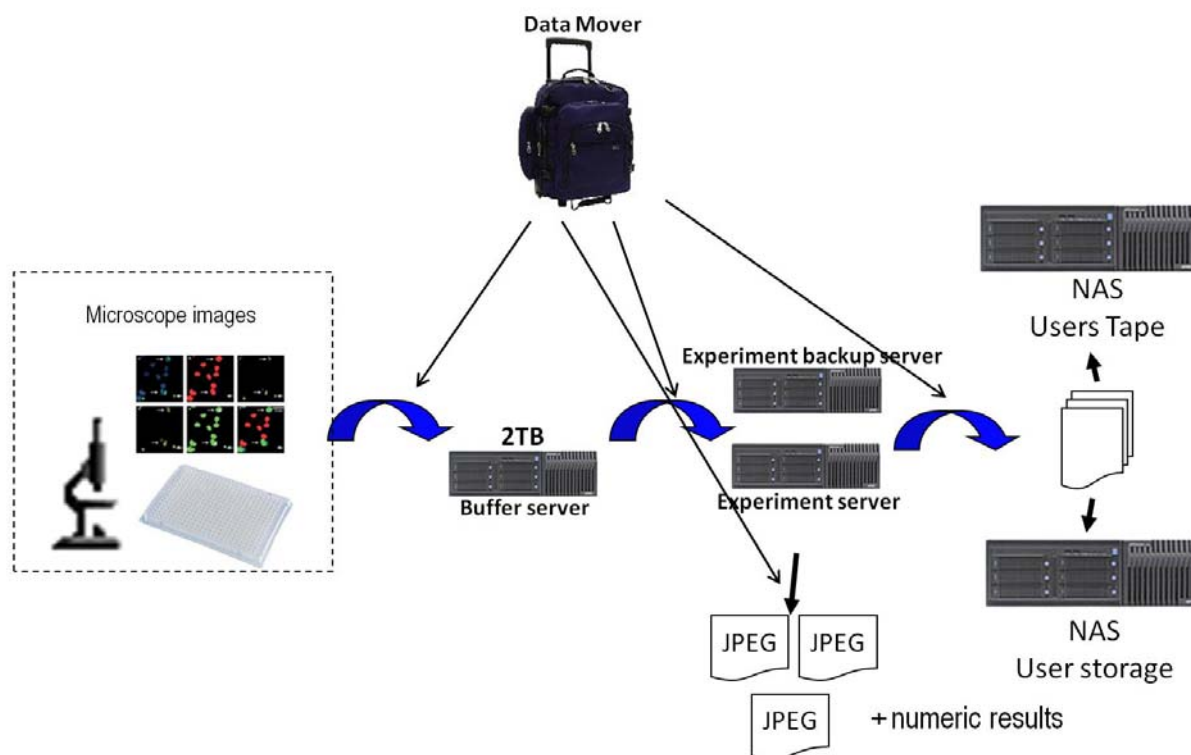 Data Mover
Microscope images
NAS
Users Tape
Experiment backup server
2TB
Buffer server
Experiment server
JPEG
JPEG
JPEG
+ numeric results
NAS
User storage